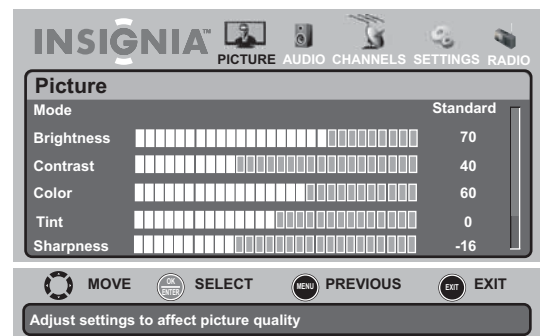 INSIGNIA™
PICTURE AUDIO CHANNELS SETTINGS RADIO
Picture
Mode Standard
Brightness 70
Contrast 40
Color 60
Tint 0
Sharpness -16
MOVE OK ENTER SELECT MENU PREVIOUS EXIT EXIT
Adjust settings to affect picture quality